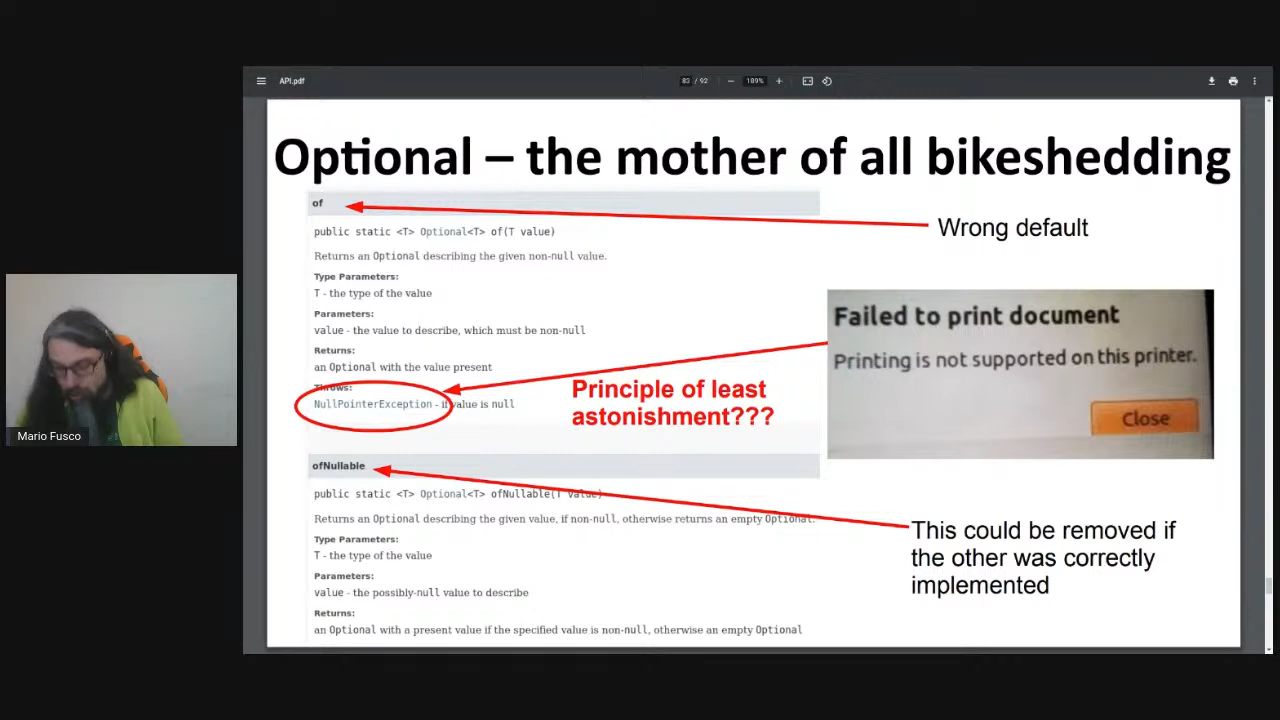 API.pdf
83 / 92
189%
Optional – the mother of all bikeshedding
of
Wrong default
public static <T> Optional<T> of(T value)
Returns an Optional describing the given non-null value.
Type Parameters:
T - the type of the value
Parameters:
value - the value to describe, which must be non-null
Returns:
an Optional with the value present
Throws:
NullPointerException - if value is null
Principle of least
astonishment???
Failed to print document
Printing is not supported on this printer.
Close
ofNullable
public static <T> Optional<T> ofNullable(T value)
Returns an Optional describing the given value, if non-null, otherwise returns an empty Optional.
Type Parameters:
T - the type of the value
Parameters:
value - the possibly-null value to describe
Returns:
an Optional with a present value if the specified value is non-null, otherwise an empty Optional
This could be removed if
the other was correctly
implemented
Mario Fusco